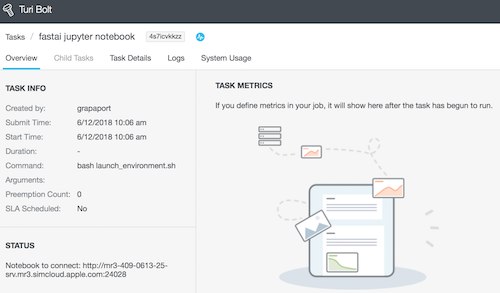 Turi Bolt
Tasks / fastai jupyter notebook 4s7icvkkzz
Overview Child Tasks Task Details Logs System Usage
TASK INFO
Created by: grapaport
Submit Time: 6/12/2018 10:06 am
Start Time: 6/12/2018 10:06 am
Duration: -
Command: bash launch_environment.sh
Arguments:
Preemption Count: 0
SLA Scheduled: No
STATUS
Notebook to connect: http://mr3-409-0613-25-
srv.mr3.simcloud.apple.com:24028
TASK METRICS
If you define metrics in your job, it will show here after the task has begun to run.